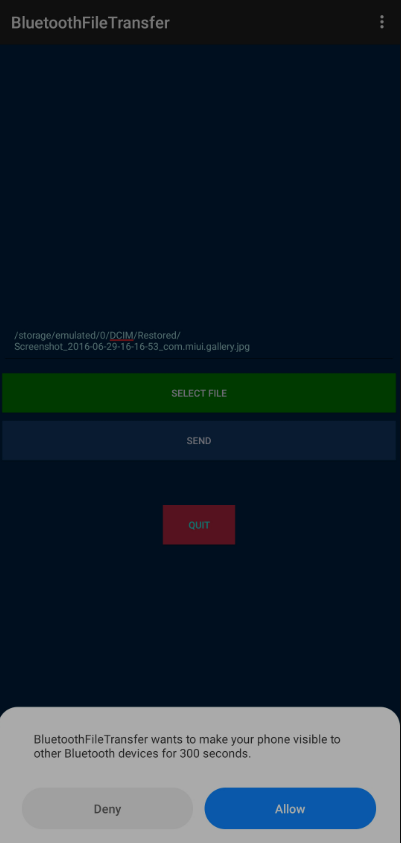 BluetoothFileTransfer
/storage/emulated/0/DCIM/Restored/
Screenshot_2016-06-29-16-16-53_com.miui.gallery.jpg
SELECT FILE
SEND
QUIT
BluetoothFileTransfer wants to make your phone visible to
other Bluetooth devices for 300 seconds.
Deny
Allow